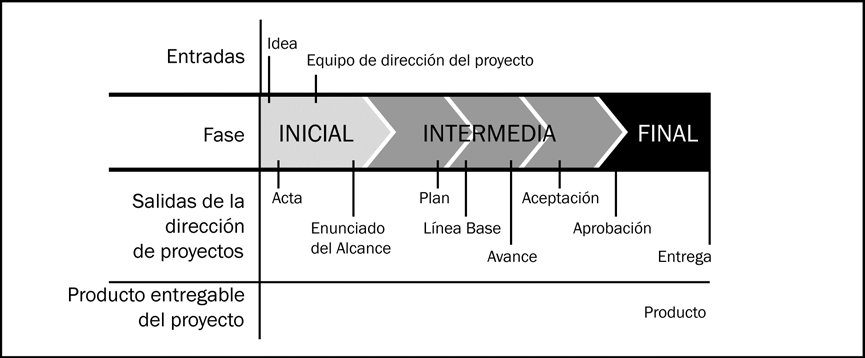 Entradas
Idea
Equipo de dirección del proyecto
Fase
INICIAL
INTERMEDIA
FINAL
Salidas de la
dirección
de proyectos
Acta
Plan
Aceptación
Enunciado
del Alcance
Línea Base
Aprobación
Avance
Entrega
Producto entregable
del proyecto
Producto